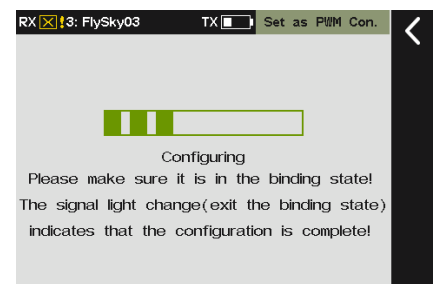 RX 3: FlySky03 TX Set as PWM Con.
Configuring
Please make sure it is in the binding state!
The signal light change(exit the binding state)
indicates that the configuration is complete!